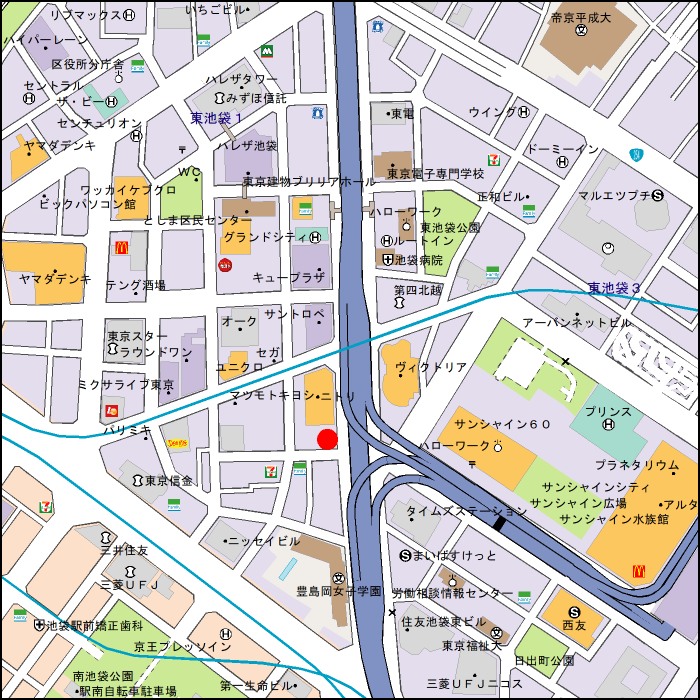 リブマックス
いちごビル
帝京平成大
ハイパーレーン
区役所分庁舎
ハレザタワー
セントラル
ザ・ビー
みずほ信託
東電
ウイング
センチュリオン
東池袋1
ヤマダデンキ
ハレザ池袋
ドーミーイン
WC
東京電子専門学校
ワッカイケブクロ
東京建物ブリリアホール
正和ビル
マルエツプチ
ビックパソコン館
ハローワーク
としま区民センター
東池袋公園
グランドシティ
ルートイン
池袋病院
ヤマダデンキ
テング酒場
キュープラザ
第四北越
東池袋3
サントロペ
オーク
アーバンネットビル
東京スター
ラウンドワン
セガ
ユニクロ
ヴィクトリア
ミクサライブ東京
マツモトキヨシ
ニトリ
プリンス
パリミキ
サンシャイン60
ハローワーク
プラネタリウム
東京信金
サンシャインシティ
サンシャイン広場
アルタ
タイムズステーション
サンシャイン水族館
三井住友
ニッセイビル
まいばすけっと
三菱UFJ
豊島岡女子学園
労働相談情報センター
池袋駅前矯正歯科
住友池袋東ビル
西友
京王プレッソイン
東京福祉大
日出町公園
南池袋公園
駅南自転車駐車場
第一生命ビル
三菱UFJニコス